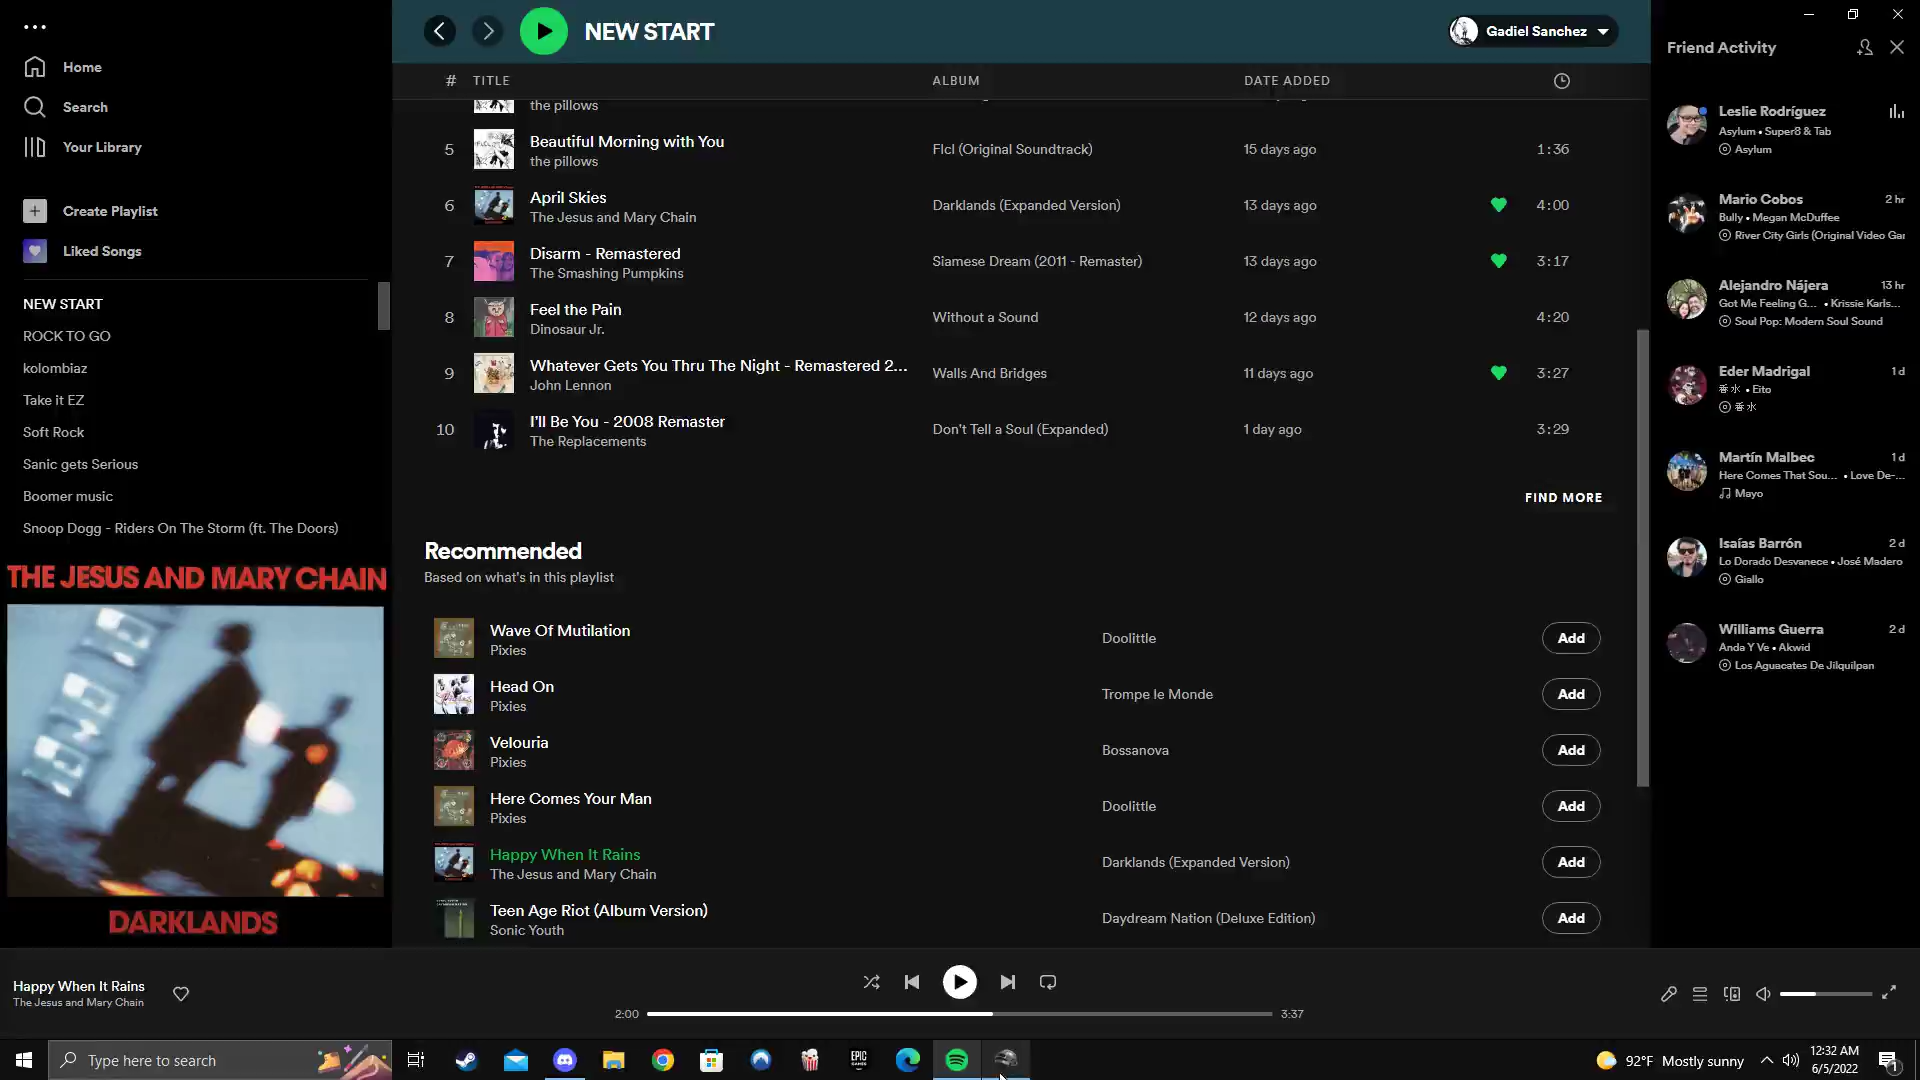 NEW START
Gadiel Sanchez
Home
Search
Your Library
Create Playlist
Liked Songs
NEW START
ROCK TO GO
kolombiaz
Take it EZ
Soft Rock
Sanic gets Serious
Boomer music
Snoop Dogg - Riders On The Storm (ft. The Doors)
THE JESUS AND MARY CHAIN
DARKLANDS
# TITLE ALBUM DATE ADDED
the pillows
5 Beautiful Morning with You Flcl (Original Soundtrack) 15 days ago 1:36
the pillows
6 April Skies Darklands (Expanded Version) 13 days ago 4:00
The Jesus and Mary Chain
7 Disarm - Remastered Siamese Dream (2011 - Remaster) 13 days ago 3:17
The Smashing Pumpkins
8 Feel the Pain Without a Sound 12 days ago 4:20
Dinosaur Jr.
9 Whatever Gets You Thru The Night - Remastered 2... Walls And Bridges 11 days ago 3:27
John Lennon
10 I'll Be You - 2008 Remaster Don't Tell a Soul (Expanded) 1 day ago 3:29
The Replacements
FIND MORE
Recommended
Based on what's in this playlist
Wave Of Mutilation Doolittle Add
Pixies
Head On Trompe le Monde Add
Pixies
Velouria Bossanova Add
Pixies
Here Comes Your Man Doolittle Add
Pixies
Happy When It Rains Darklands (Expanded Version) Add
The Jesus and Mary Chain
Teen Age Riot (Album Version) Daydream Nation (Deluxe Edition) Add
Sonic Youth
Friend Activity
Leslie Rodríguez
Asylum • Super8 & Tab
Asylum
Mario Cobos 2 hr
Bully • Megan McDuffee
River City Girls (Original Video Gar
Alejandro Nájera 13 hr
Got Me Feeling G... • Krissie Karls...
Soul Pop: Modern Soul Sound
Eder Madrigal 1 d
香水 • Eito
香水
Martín Malbec 1 d
Here Comes That Sou... • Love De-...
Mayo
Isaías Barrón 2 d
Lo Dorado Desvanece • José Madero
Giallo
Williams Guerra 2 d
Anda Y Ve • Akwid
Los Aguacates De Jilquilpan
Happy When It Rains
The Jesus and Mary Chain
2:00 3:37
Type here to search
EPIC GAMES
92°F Mostly sunny
12:32 AM
6/5/2022
1